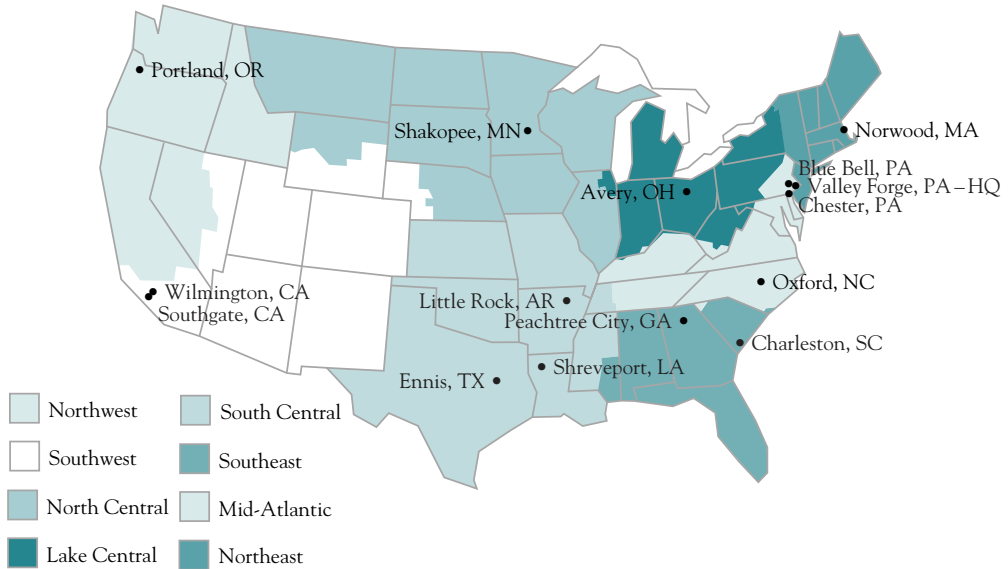 Portland, OR
Shakopee, MN
Norwood, MA
Blue Bell, PA
Avery, OH
Valley Forge, PA–HQ
Chester, PA
Oxford, NC
Wilmington, CA
Southgate, CA
Little Rock, AR
Peachtree City, GA
Charleston, SC
Shreveport, LA
Ennis, TX
Northwest
South Central
Southwest
Southeast
North Central
Mid-Atlantic
Lake Central
Northeast